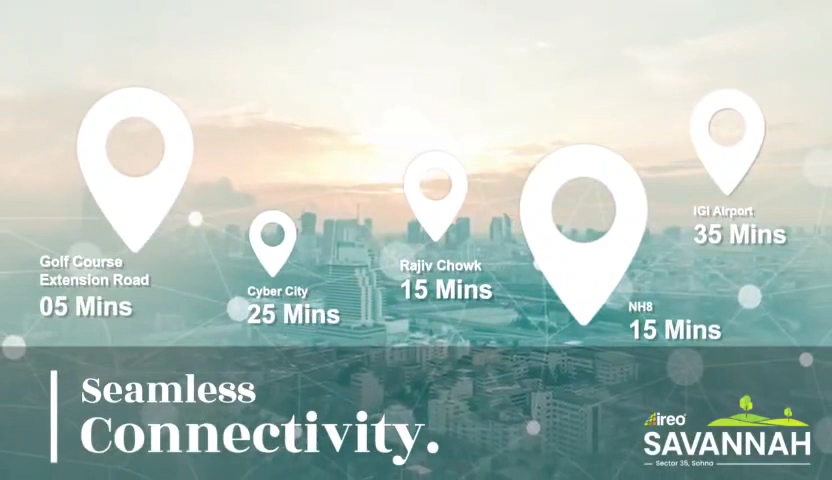 Golf Course
Extension Road
05 Mins
Cyber City
25 Mins
Rajiv Chowk
15 Mins
NH8
15 Mins
IGI Airport
35 Mins
Seamless
Connectivity.
ireo
SAVANNAH
Sector 35, Sohna